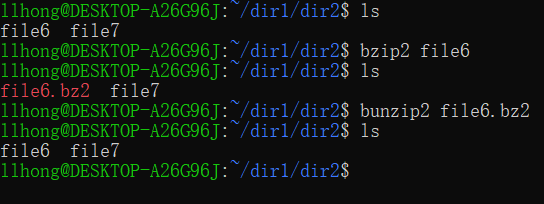 llhong@DESKTOP-A26G96J:~/dir1/dir2$ ls
file6  file7
llhong@DESKTOP-A26G96J:~/dir1/dir2$ bzip2 file6
llhong@DESKTOP-A26G96J:~/dir1/dir2$ ls
file6.bz2  file7
llhong@DESKTOP-A26G96J:~/dir1/dir2$ bunzip2 file6.bz2
llhong@DESKTOP-A26G96J:~/dir1/dir2$ ls
file6  file7
llhong@DESKTOP-A26G96J:~/dir1/dir2$